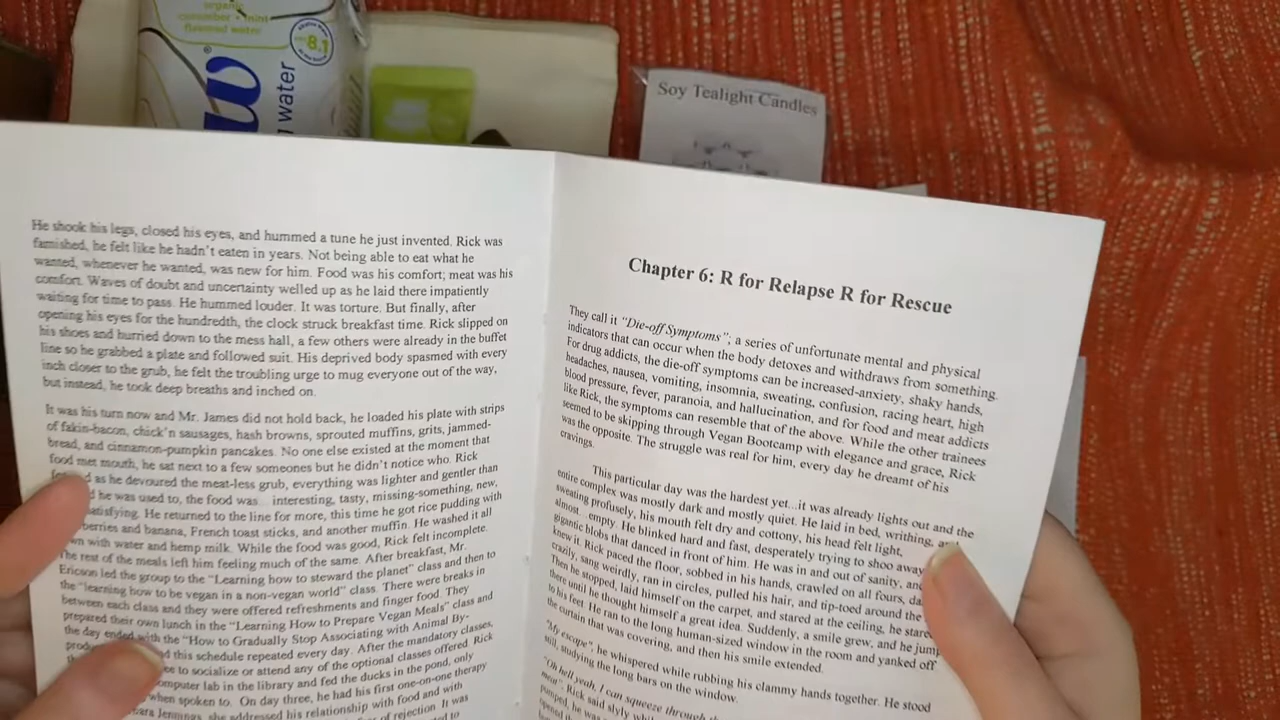 organic
cucumber + mint
flavored water
8.1
w
water
Soy Tealight Candles
He shook his legs, closed his eyes, and hummed a tune he just invented. Rick was
famished, he felt like he hadn't eaten in years. Not being able to eat what he
wanted, whenever he wanted, was new for him. Food was his comfort; meat was his
comfort. Waves of doubt and uncertainty welled up as he laid there impatiently
waiting for time to pass. He hummed louder. It was torture. But finally, after
opening his eyes for the hundredth, the clock struck breakfast time. Rick slipped on
his shoes and hurried down to the mess hall, a few others were already in the buffet
line so he grabbed a plate and followed suit. His deprived body spasmed with every
inch closer to the grub, he felt the troubling urge to mug everyone out of the way,
but instead, he took deep breaths and inched on.
It was his turn now and Mr. James did not hold back, he loaded his plate with strips
of fakin-bacon, chick'n sausages, hash browns, sprouted muffins, grits, jammed-
bread, and cinnamon-pumpkin pancakes. No one else existed at the moment that
food met mouth, he sat next to a few someones but he didn't notice who. Rick
as he devoured the meat-less grub, everything was lighter and gentler than
he was used to, the food was... interesting, tasty, missing-something, new,
satisfying. He returned to the line for more, this time he got rice pudding with
berries and banana, French toast sticks, and another muffin. He washed it all
with water and hemp milk. While the food was good, Rick felt incomplete.
The rest of the meals left him feeling much of the same. After breakfast, Mr.
Ericson led the group to the "Learning how to steward the planet" class and then to
the "learning how to be vegan in a non-vegan world" class. There were breaks in
between each class and they were offered refreshments and finger food. They
prepared their own lunch in the "Learning How to Prepare Vegan Meals" class and
the day ended with the "How to Gradually Stop Associating with Animal By-
this schedule repeated every day. After the mandatory classes,
to socialize or attend any of the optional classes offered. Rick
computer lab in the library and fed the ducks in the pond, only
when spoken to. On day three, he had his first one-on-one therapy
Jennings, she addressed his relationship with food and with
of rejection. It was
to
Chapter 6: R for Relapse R for Rescue
They call it "Die-off Symptoms"; a series of unfortunate mental and physical
indicators that can occur when the body detoxes and withdraws from something.
For drug addicts, the die-off symptoms can be increased-anxiety, shaky hands,
headaches, nausea, vomiting, insomnia, sweating, confusion, racing heart, high
blood pressure, fever, paranoia, and hallucination, and for food and meat addicts
like Rick, the symptoms can resemble that of the above. While the other trainees
seemed to be skipping through Vegan Bootcamp with elegance and grace, Rick
was the opposite. The struggle was real for him, every day he dreamt of his
cravings.
This particular day was the hardest yet...it was already lights out and the
entire complex was mostly dark and mostly quiet. He laid in bed, writhing,
sweating profusely, his mouth felt dry and cottony, his head felt light,
almost...empty. He blinked hard and fast, desperately trying to shoo away
gigantic blobs that danced in front of him. He was in and out of sanity, and
knew it. Rick paced the floor, sobbed in his hands, crawled on all fours,
crazily, sang weirdly, ran in circles, pulled his hair, and tip-toed around the
Then he stopped, laid himself on the carpet, and stared at the ceiling, he stared
there until he thought himself a great idea. Suddenly, a smile grew, and he jump
to his feet. He ran to the long human-sized window in the room and yanked off
the curtain that was covering, and then his smile extended.
"My escape", he whispered while rubbing his clammy hands together. He stood
still, studying the long bars on the window.
"Oh hell yeah, I can squeeze through
meat". Rick said slyly
he was